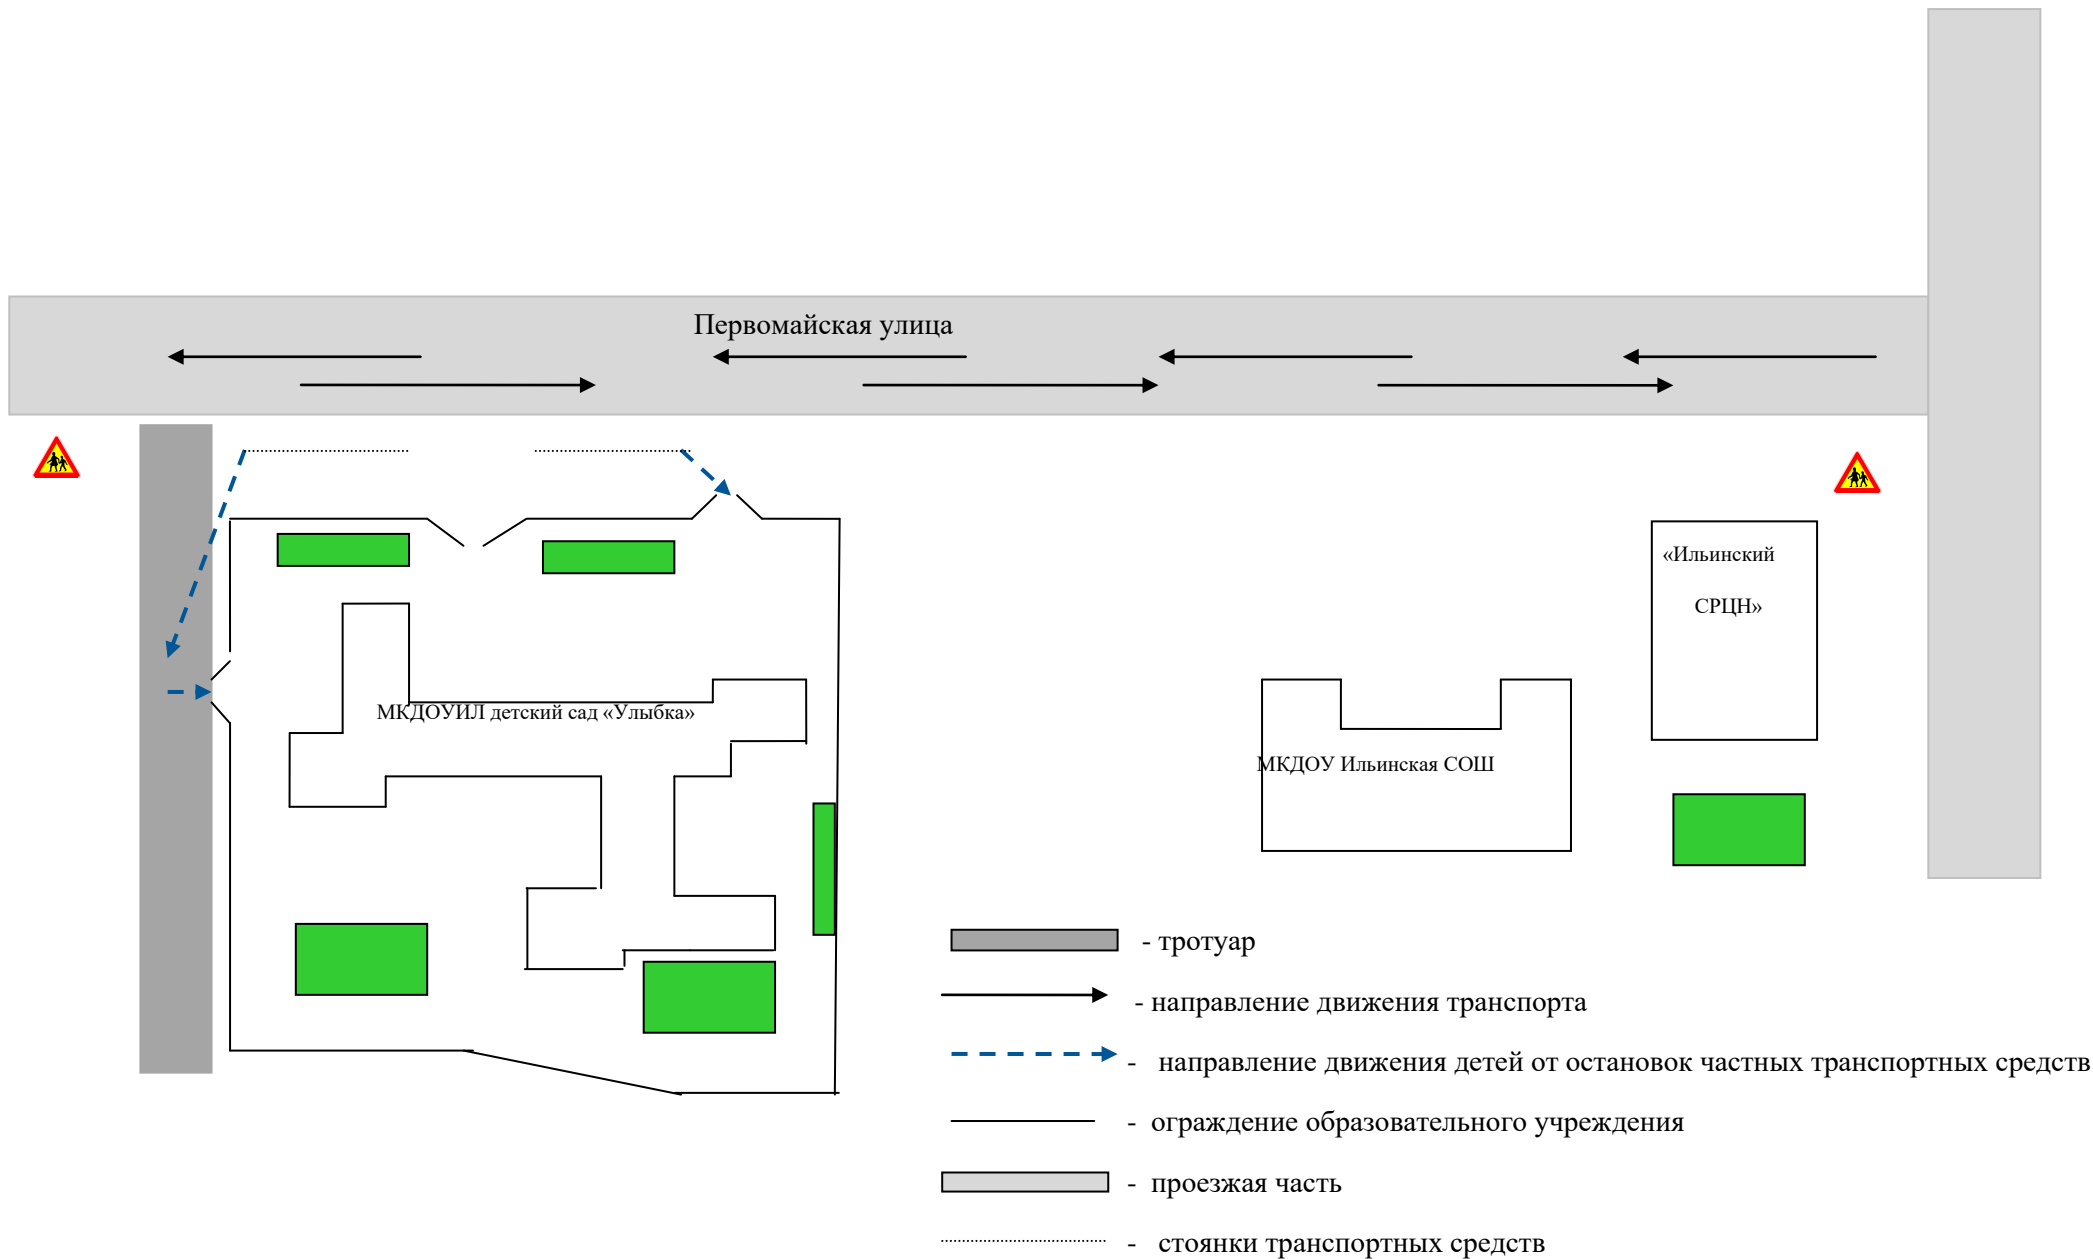 Первомайская улица
«Ильинский
СРЦН»
МКДОУИЛ детский сад «Улыбка»
МКДОУ Ильинская СОШ
- тротуар
- направление движения транспорта
- направление движения детей от остановок частных транспортных средств
- ограждение образовательного учреждения
- проезжая часть
- стоянки транспортных средств